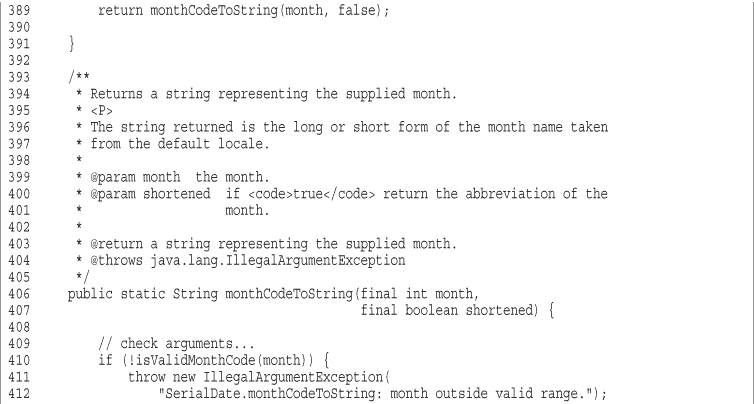 389         return monthCodeToString(month, false);
390
391     }
392
393     /**
394      * Returns a string representing the supplied month.
395      * <P>
396      * The string returned is the long or short form of the month name taken
397      * from the default locale.
398      *
399      * @param month  the month.
400      * @param shortened  if <code>true</code> return the abbreviation of the
401      *                   month.
402      *
403      * @return a string representing the supplied month.
404      * @throws java.lang.IllegalArgumentException
405      */
406     public static String monthCodeToString(final int month,
407                                            final boolean shortened) {
408
409         // check arguments...
410         if (!isValidMonthCode(month)) {
411             throw new IllegalArgumentException(
412                 "SerialDate.monthCodeToString: month outside valid range.");